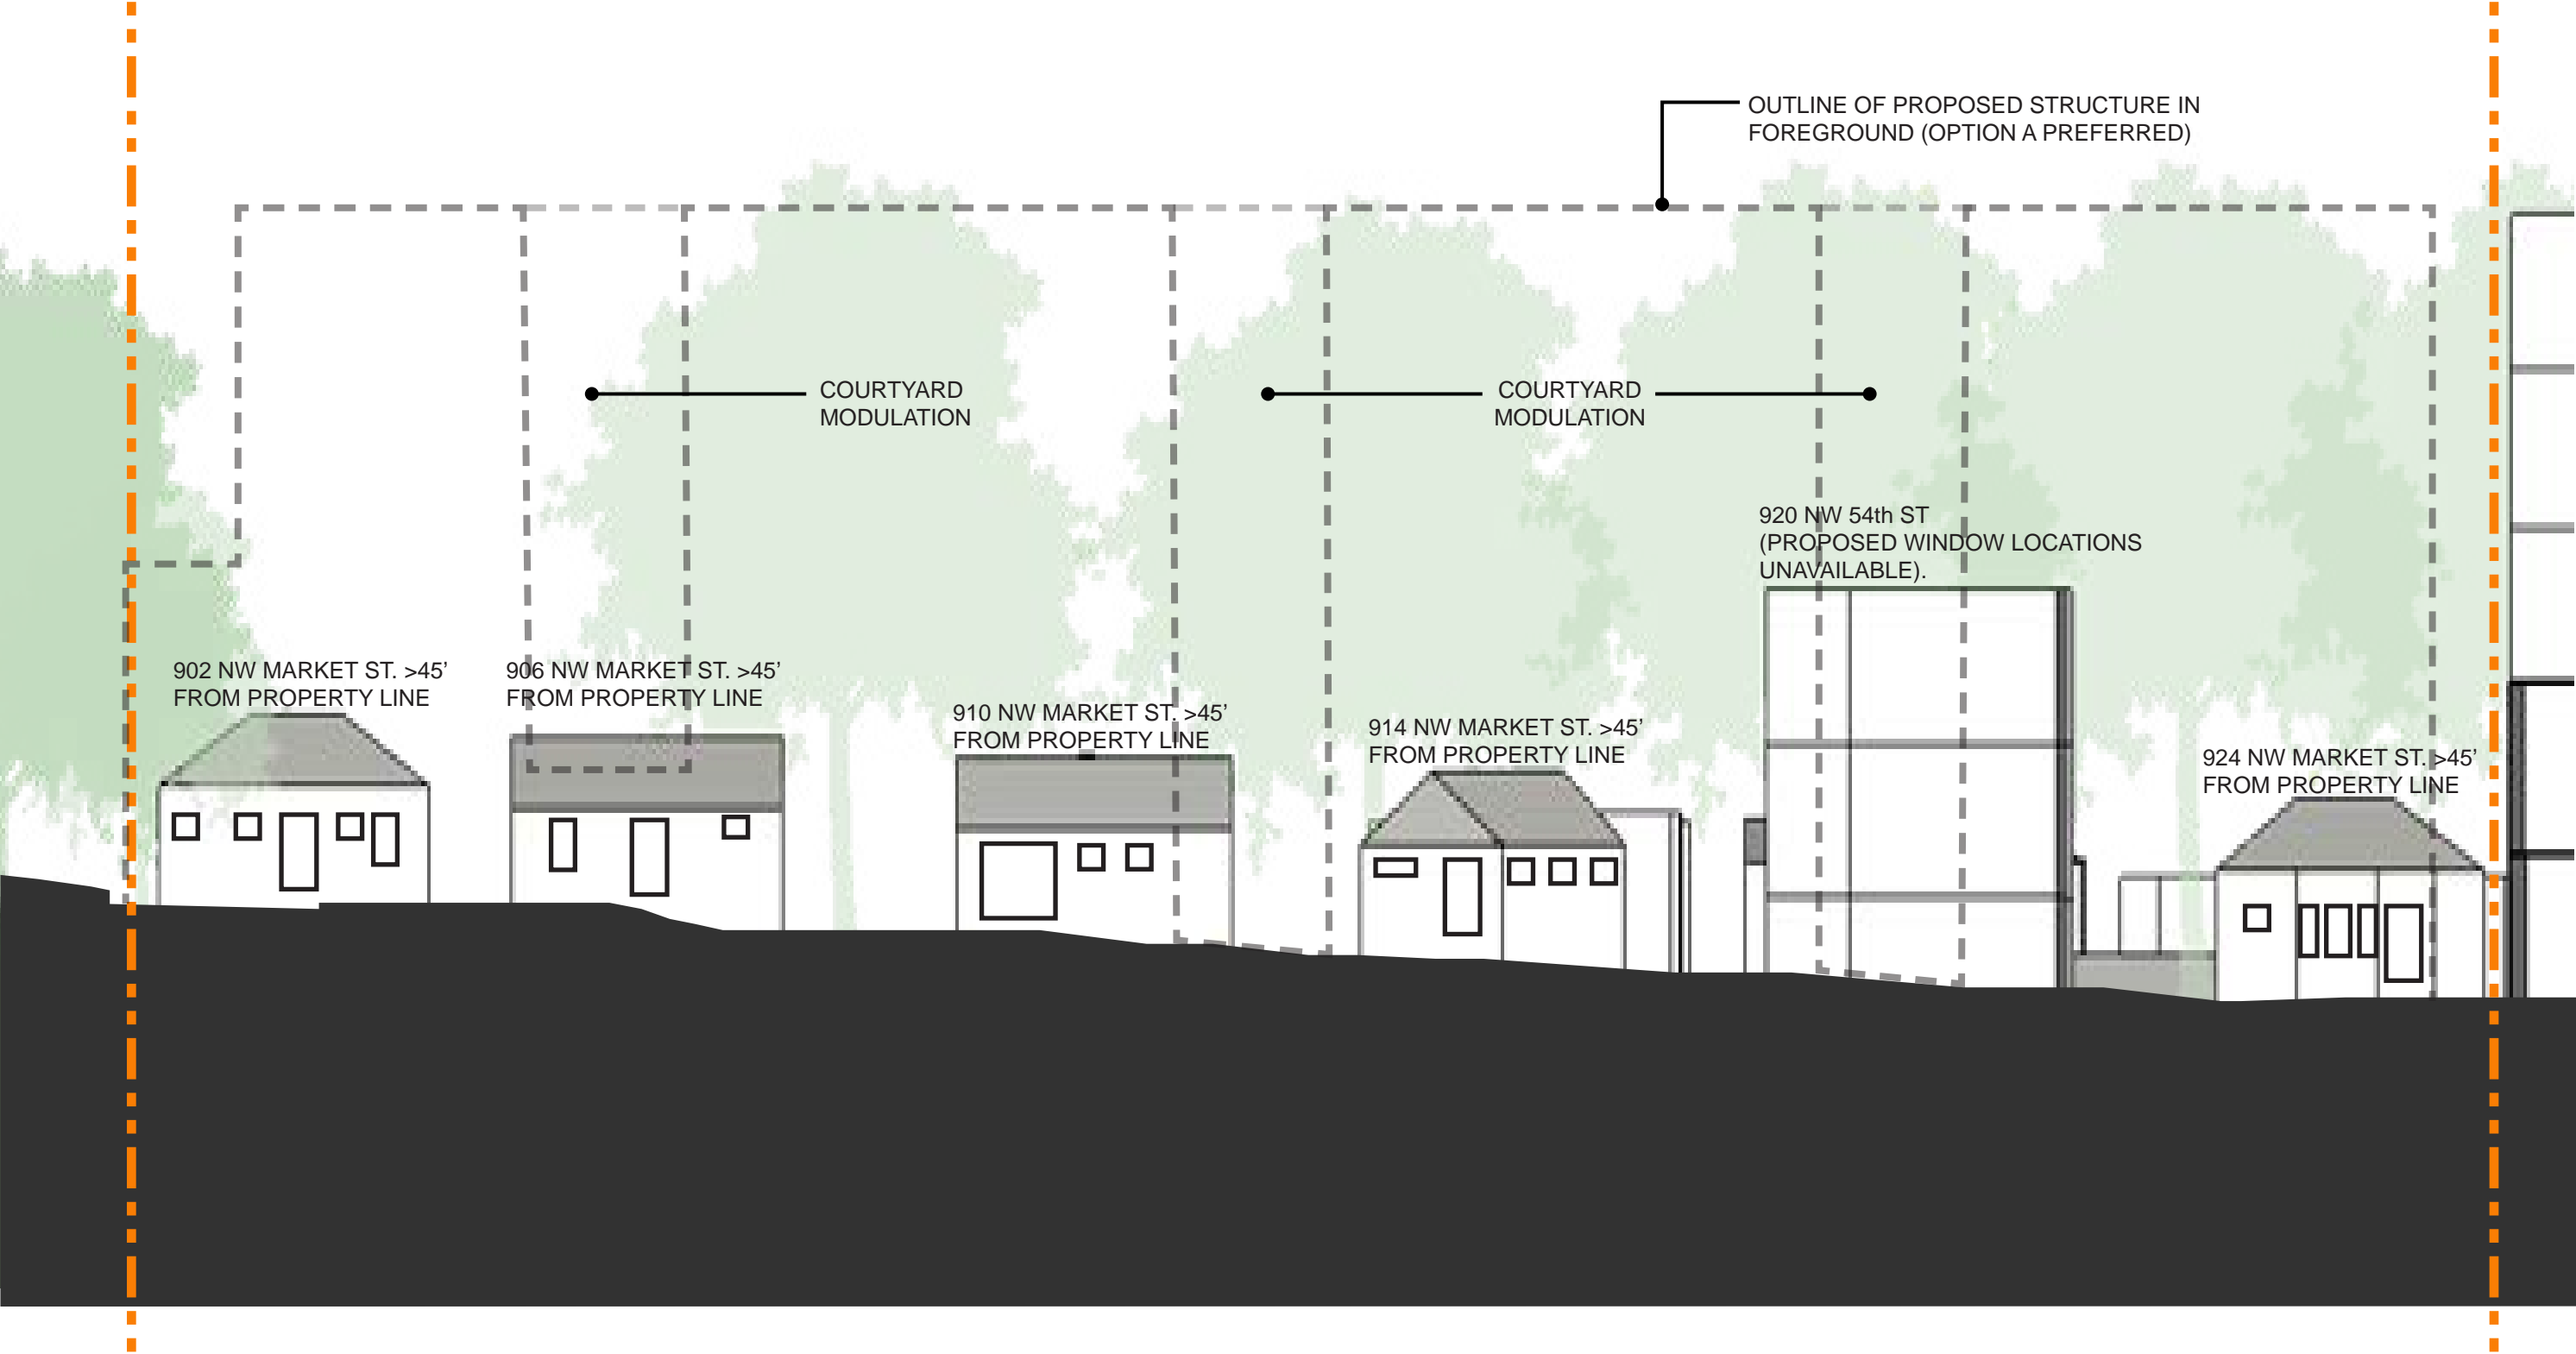 OUTLINE OF PROPOSED STRUCTURE IN
FOREGROUND (OPTION A PREFERRED)
COURTYARD
MODULATION
COURTYARD
MODULATION
920 NW 54th ST
(PROPOSED WINDOW LOCATIONS
UNAVAILABLE).
902 NW MARKET ST. >45’
FROM PROPERTY LINE
906 NW MARKET ST. >45’
FROM PROPERTY LINE
910 NW MARKET ST. >45’
FROM PROPERTY LINE
914 NW MARKET ST. >45’
FROM PROPERTY LINE
924 NW MARKET ST. >45’
FROM PROPERTY LINE